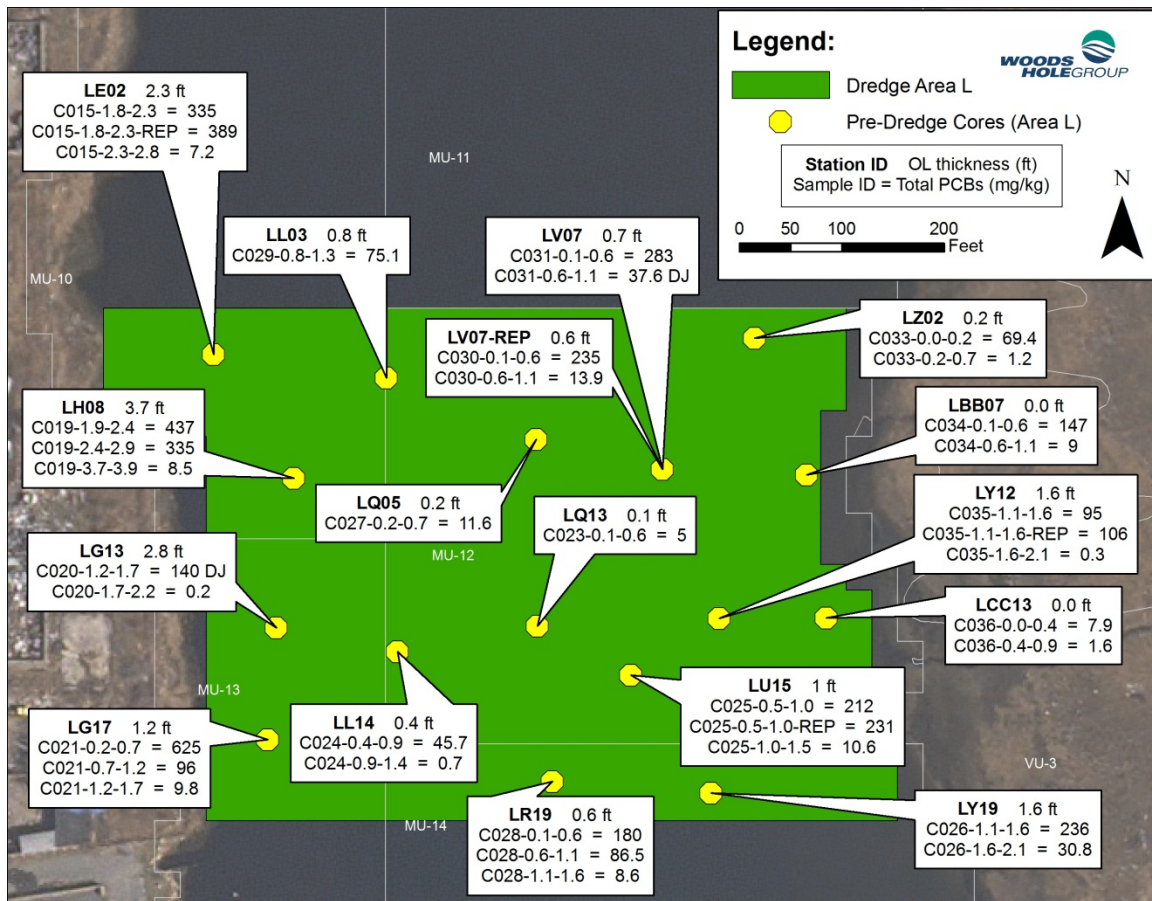 Legend:
WOODS
HOLEGROUP
Dredge Area L
Pre-Dredge Cores (Area L)
Station ID OL thickness (ft)
Sample ID = Total PCBs (mg/kg)
N
0 50 100 200
Feet
LE02 2.3 ft
C015-1.8-2.3 = 335
C015-1.8-2.3-REP = 389
C015-2.3-2.8 = 7.2
MU-11
LL03 0.8 ft
C029-0.8-1.3 = 75.1
LV07 0.7 ft
C031-0.1-0.6 = 283
C031-0.6-1.1 = 37.6 DJ
MU-10
LV07-REP 0.6 ft
C030-0.1-0.6 = 235
C030-0.6-1.1 = 13.9
LZ02 0.2 ft
C033-0.0-0.2 = 69.4
C033-0.2-0.7 = 1.2
LH08 3.7 ft
C019-1.9-2.4 = 437
C019-2.4-2.9 = 335
C019-3.7-3.9 = 8.5
LBB07 0.0 ft
C034-0.1-0.6 = 147
C034-0.6-1.1 = 9
LQ05 0.2 ft
C027-0.2-0.7 = 11.6
LQ13 0.1 ft
C023-0.1-0.6 = 5
LY12 1.6 ft
C035-1.1-1.6 = 95
C035-1.1-1.6-REP = 106
C035-1.6-2.1 = 0.3
MU-12
LG13 2.8 ft
C020-1.2-1.7 = 140 DJ
C020-1.7-2.2 = 0.2
LCC13 0.0 ft
C036-0.0-0.4 = 7.9
C036-0.4-0.9 = 1.6
MU-13
LU15 1 ft
C025-0.5-1.0 = 212
C025-0.5-1.0-REP = 231
C025-1.0-1.5 = 10.6
LG17 1.2 ft
C021-0.2-0.7 = 625
C021-0.7-1.2 = 96
C021-1.2-1.7 = 9.8
LL14 0.4 ft
C024-0.4-0.9 = 45.7
C024-0.9-1.4 = 0.7
VU-3
LR19 0.6 ft
C028-0.1-0.6 = 180
C028-0.6-1.1 = 86.5
C028-1.1-1.6 = 8.6
MU-14
LY19 1.6 ft
C026-1.1-1.6 = 236
C026-1.6-2.1 = 30.8